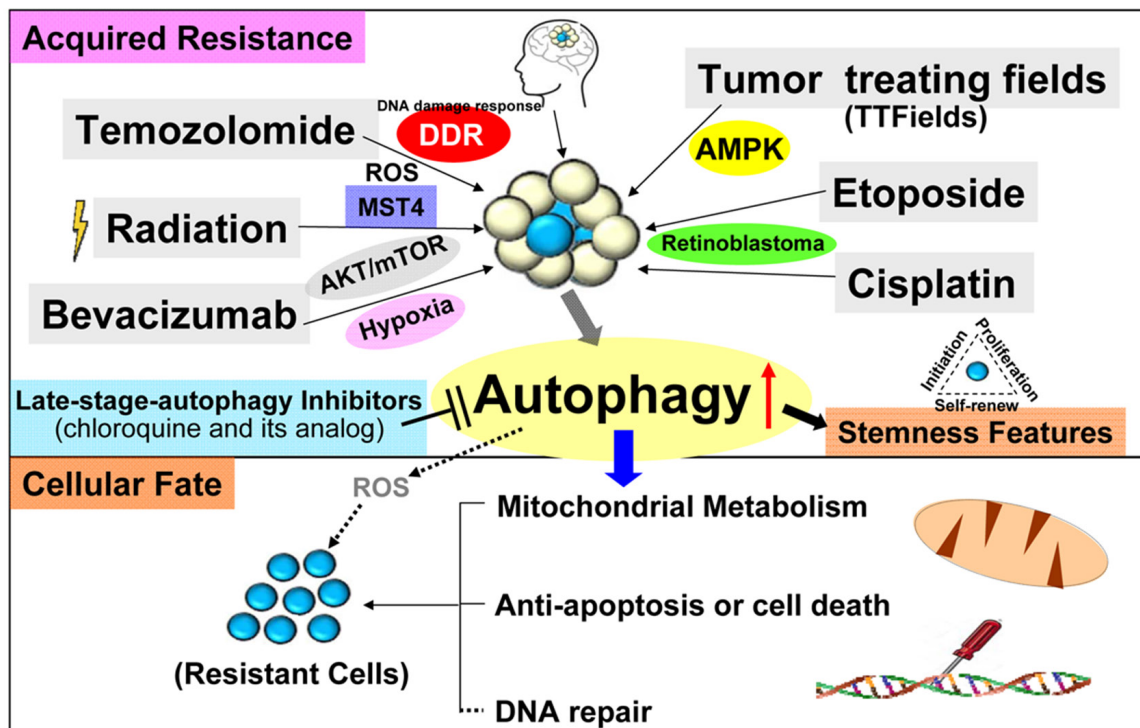 Acquired Resistance
DNA damage response
Temozolomide
DDR
ROS
MST4
Radiation
AKT/mTOR
Bevacizumab
Hypoxia
Tumor treating fields
(TTFields)
AMPK
Etoposide
Retinoblastoma
Cisplatin
Initiation
Proliferation
Self-renew
Late-stage-autophagy Inhibitors
(chloroquine and its analog)
Autophagy
Stemness Features
Cellular Fate
ROS
Mitochondrial Metabolism
Anti-apoptosis or cell death
(Resistant Cells)
DNA repair